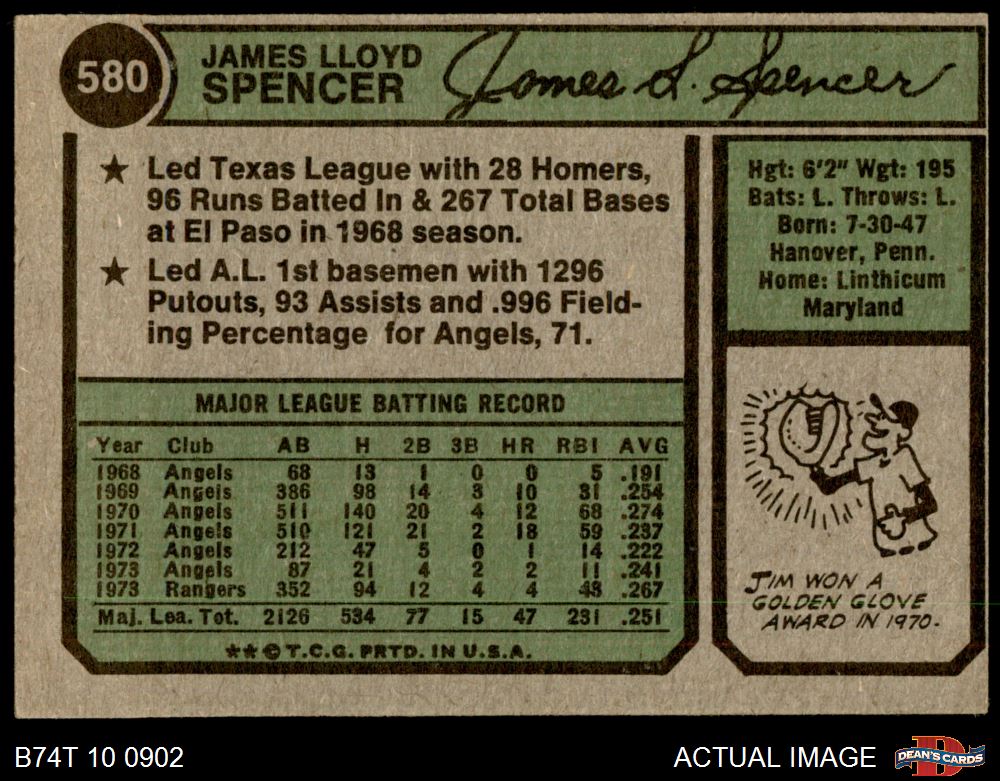 580
JAMES LLOYD
SPENCER
James L. Spencer
★ Led Texas League with 28 Homers,
96 Runs Batted In & 267 Total Bases
at El Paso in 1968 season.
★ Led A.L. 1st basemen with 1296
Putouts, 93 Assists and .996 Field-
ing Percentage for Angels, 71.
Hgt: 6'2" Wgt: 195
Bats: L. Throws: L.
Born: 7-30-47
Hanover, Penn.
Home: Linthicum
Maryland
MAJOR LEAGUE BATTING RECORD
Year Club AB H 2B 3B HR RBI AVG
1968 Angels 68 13 1 0 0 5 .191
1969 Angels 386 98 14 3 10 31 .254
1970 Angels 511 140 20 4 12 68 .274
1971 Angels 510 121 21 2 18 59 .237
1972 Angels 212 47 5 0 1 14 .222
1973 Angels 87 21 4 2 2 11 .241
1973 Rangers 352 94 12 4 4 43 .267
Maj. Lea. Tot. 2126 534 77 15 47 231 .251
★★©T.C.G. PRTD. IN U.S.A.
JIM WON A
GOLDEN GLOVE
AWARD IN 1970.
B74T 10 0902
ACTUAL IMAGE
D
DEAN'S CARDS